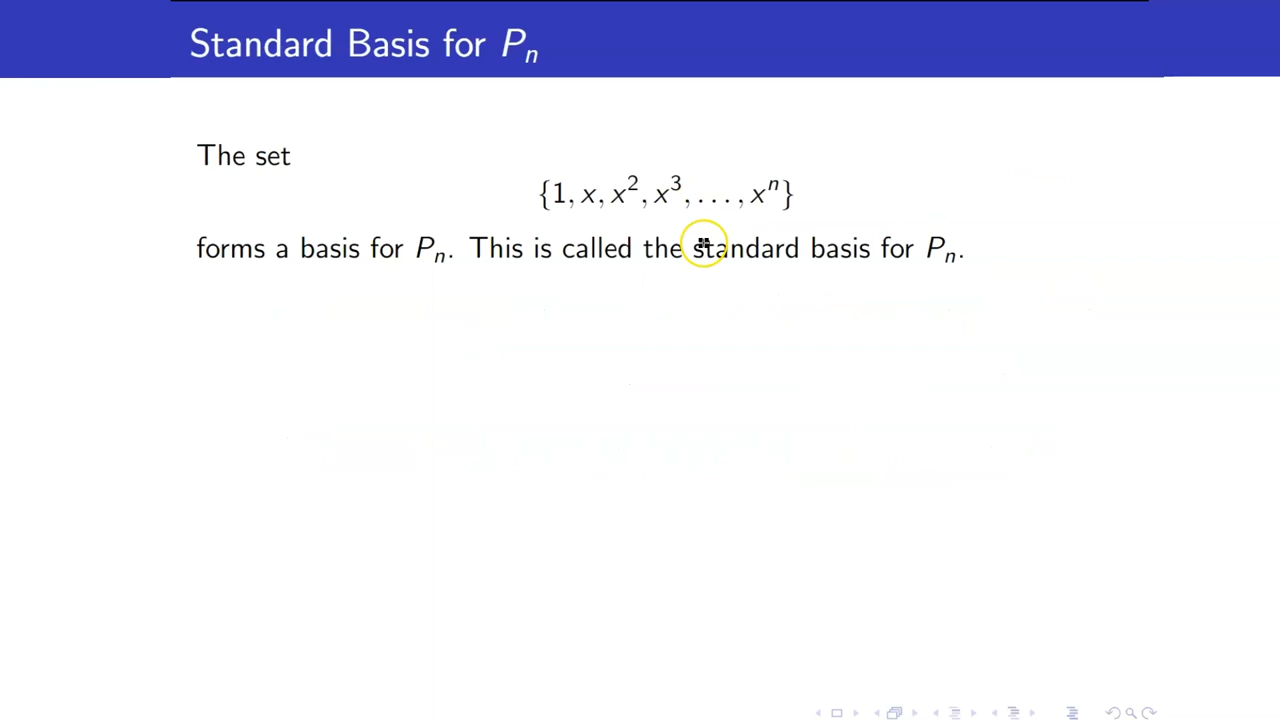 Standard Basis for Pₙ
The set
{1, x, x², x³, . . . , xⁿ}
forms a basis for Pₙ. This is called the standard basis for Pₙ.